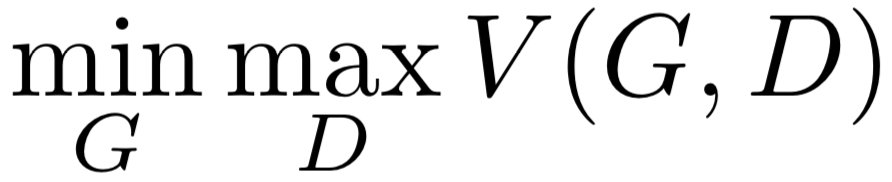 min max V(G, D)
G D